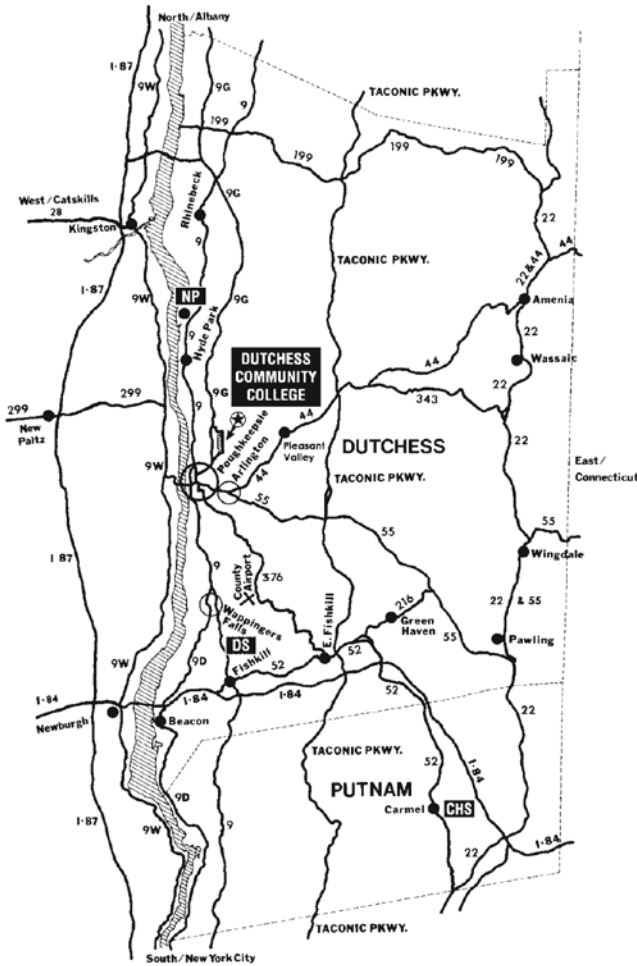 North/Albany
I-87
9W
9G
9
TACONIC PKWY.
199
199
199
199
West/Catskills
28
Kingston
Rhinebeck
9G
22
22 & 44
44
TACONIC PKWY.
I-87
9W
NP
9
9G
Amenia
Hyde Park
22
DUTCHESS
COMMUNITY
COLLEGE
44
Wassaic
299
9
9G
343
22
299
New
Paltz
44
Pleasant
Valley
DUTCHESS
22
Poughkeepsie
Arlington
44
East/
Connecticut
9W
55
TACONIC PKWY.
55
55
Wingdale
I 87
9
County
Airport
376
Wappingers
Falls
216
Green
Haven
22 & 55
E. Fishkill
DS
Fishkill
52
52
55
Pawling
9W
9D
I-84
I-84
I-84
52
22
Newburgh
Beacon
TACONIC PKWY.
52
I-84
PUTNAM
9D
Carmel
CHS
I-87
9W
9
22
I-84
TACONIC PKWY.
South/New York City